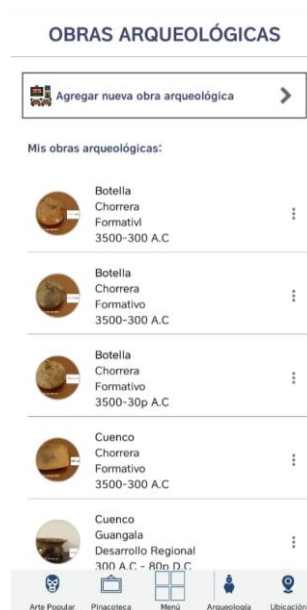 OBRAS ARQUEOLÓGICAS
Agregar nueva obra arqueológica
Mis obras arqueológicas:
Botella
Chorrera
Formativl
3500-300 A.C
Botella
Chorrera
Formativo
3500-300 A.C
Botella
Chorrera
Formativo
3500-30p A.C
Cuenco
Chorrera
Formativo
3500-300 A.C
Cuenco
Guangala
Desarrollo Regional
300 A.C - 80p D.C
Arte Popular
Pinacoteca
Menú
Arqueología
Ubicución